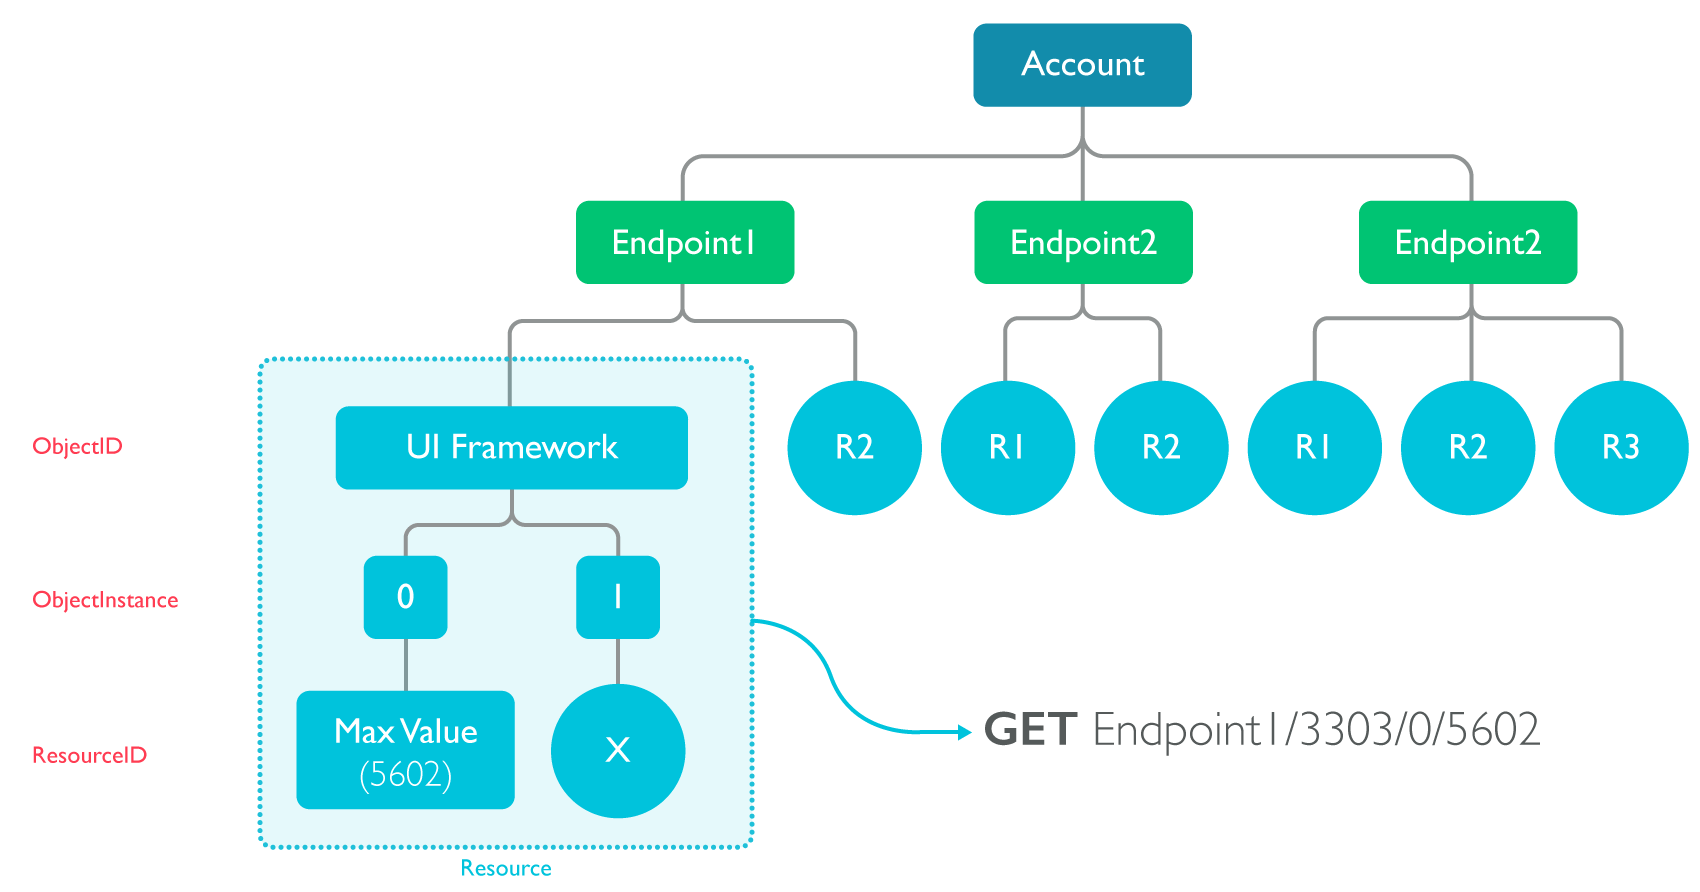 Account
Endpoint1
Endpoint2
Endpoint2
ObjectID
UI Framework
R2
R1
R2
R1
R2
R3
ObjectInstance
0
1
ResourceID
Max Value
(5602)
X
GET Endpoint1/3303/0/5602
Resource